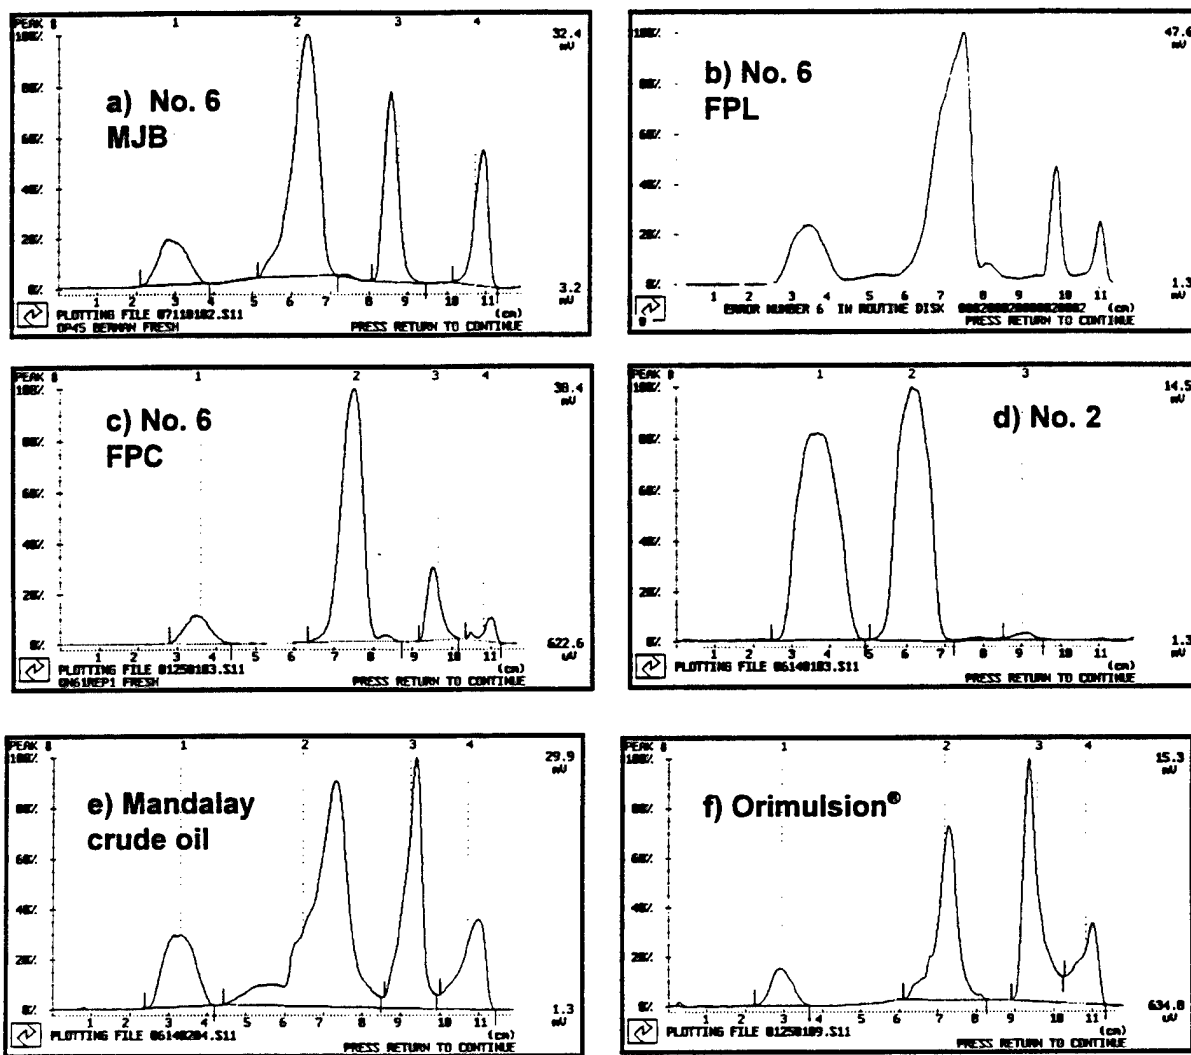 PEAK # 1 2 3 4
100% 32.4
mV
80%
a) No. 6
MJB
60%
40%
20%
0% 3.2
mV
1 2 3 4 5 6 7 8 9 10 11 (cm)
PLOTTING FILE 07110102.S11
OP45 BERMAN FRESH PRESS RETURN TO CONTINUE
100% 47.6
mV
80%
b) No. 6
FPL
60%
40%
20%
0% 1.3
mV
1 2 3 4 5 6 7 8 9 10 11 (cm)
ERROR NUMBER 6 IN ROUTINE DISK
0 PRESS RETURN TO CONTINUE
PEAK # 1 2 3 4
100% 38.4
mV
c) No. 6
80%
FPC
60%
40%
20%
0% 622.6
uV
1 2 3 4 5 6 7 8 9 10 11 (cm)
PLOTTING FILE 01250103.S11
PRESS RETURN TO CONTINUE
PEAK # 1 2 3
100% 14.5
mV
d) No. 2
80%
60%
40%
20%
0% 1.3
mV
1 2 3 4 5 6 7 8 9 10 11 (cm)
PLOTTING FILE 06140103.S11
PRESS RETURN TO CONTINUE
PEAK # 1 2 3 4
100% 29.9
mV
80%
e) Mandalay
crude oil
60%
40%
20%
0% 1.3
mV
1 2 3 4 5 6 7 8 9 10 11 (cm)
PLOTTING FILE 06140204.S11
PRESS RETURN TO CONTINUE
PEAK # 1 2 3 4
100% 15.3
mV
80%
f) Orimulsion®
60%
40%
20%
0% 634.8
uV
1 2 3 4 5 6 7 8 9 10 11 (cm)
PLOTTING FILE 01250109.S11
PRESS RETURN TO CONTINUE